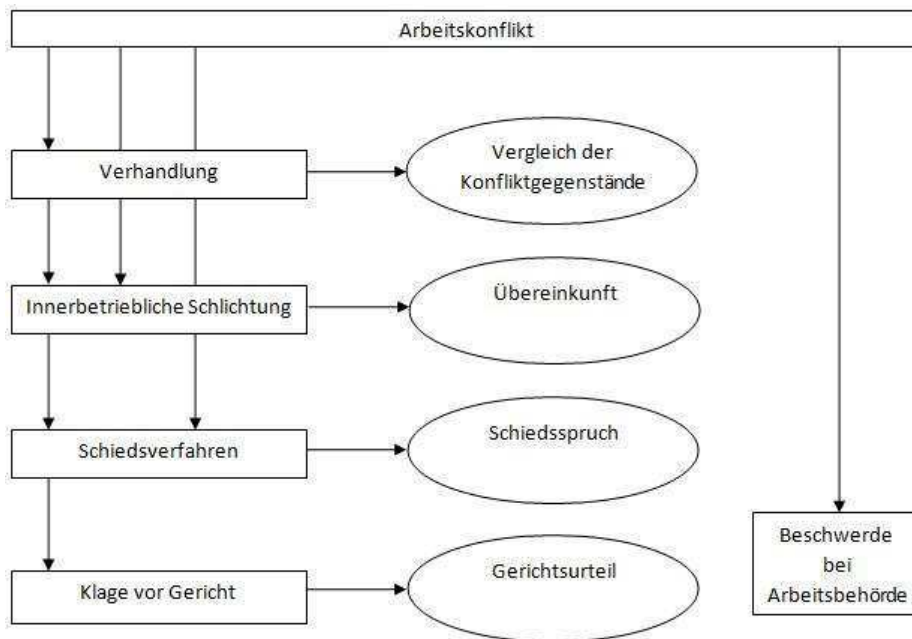 Arbeitskonflikt
Verhandlung
Vergleich der
Konfliktgegenstände
Innerbetriebliche Schlichtung
Übereinkunft
Schiedsverfahren
Schiedsspruch
Klage vor Gericht
Gerichtsurteil
Beschwerde
bei
Arbeitsbehörde